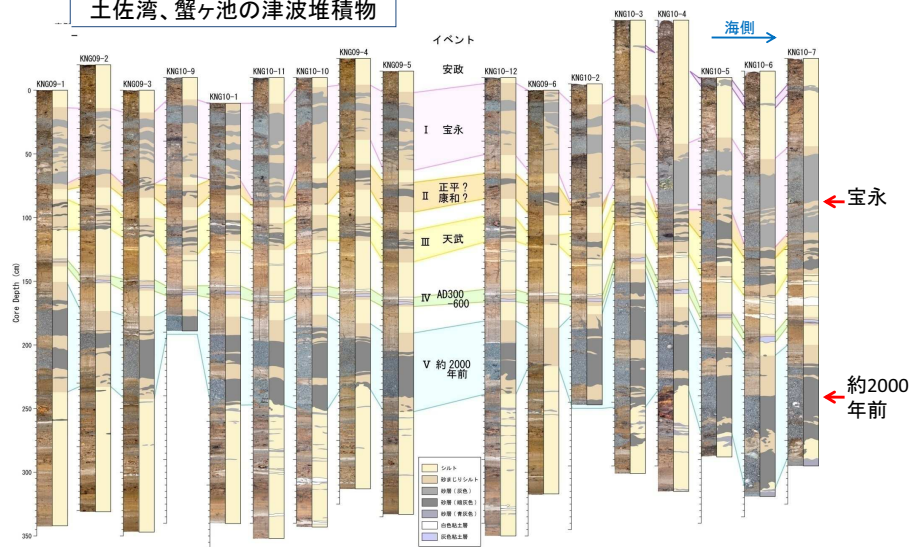 土佐湾、蟹ヶ池の津波堆積物
イベント
海側
KNG09-1
KNG09-2
KNG09-3
KNG10-9
KNG10-1
KNG10-11
KNG10-10
KNG09-4
KNG09-5
KNG10-12
KNG09-6
KNG10-2
KNG10-3
KNG10-4
KNG10-5
KNG10-6
KNG10-7
安政
I 宝永
II 正平?
康和?
III 天武
IV AD300
-600
V 約2000
年前
Core Depth (cm)
0
50
100
150
200
250
300
350
宝永
約2000
年前
シルト
砂まじりシルト
砂層(灰色)
砂層(暗灰色)
砂層(青灰色)
白色粘土層
灰色粘土層